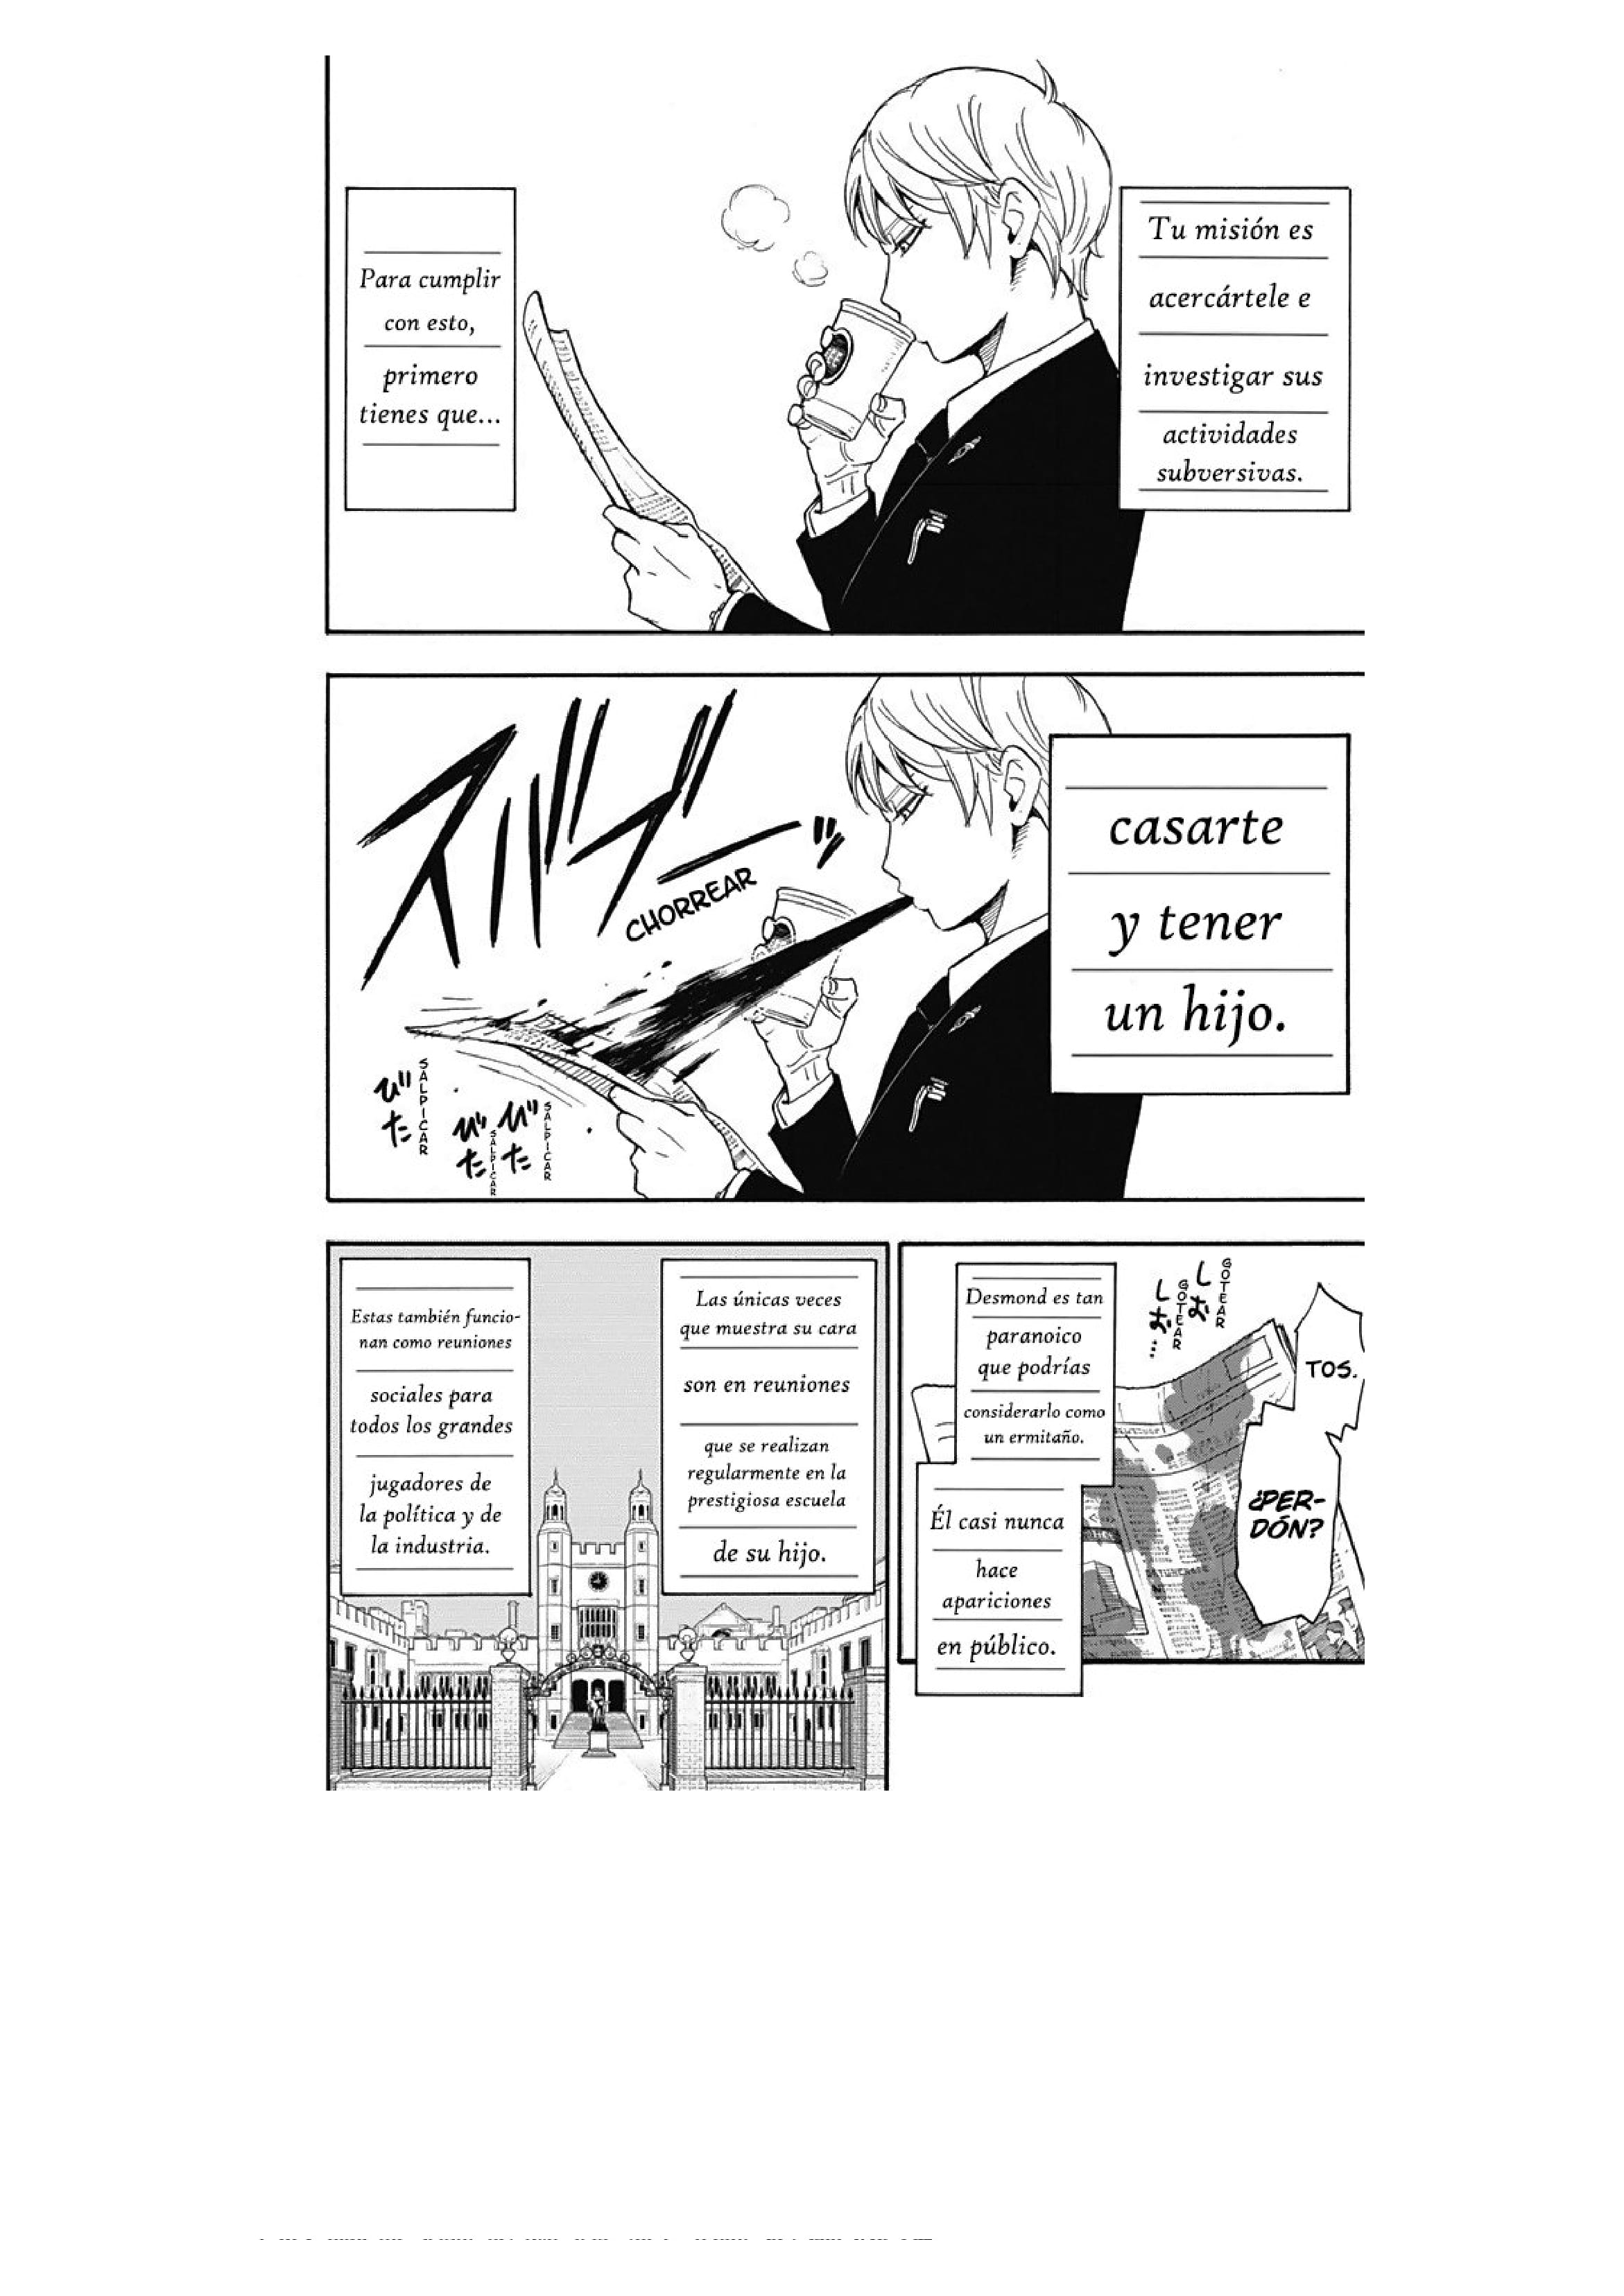 Tu misión es
acercártele e
investigar sus
actividades
subversivas.
Para cumplir
con esto,
primero
tienes que...
casarte
y tener
un hijo.
スパブーッ
CHORREAR
びた
SALPICAR
びた
SALPICAR
びた
SALPICAR
TOS.
¿PER-
DÓN?
しお
GOTEAR
しお…
GOTEAR
Desmond es tan
paranoico
que podrías
considerarlo como
un ermitaño.
Él casi nunca
hace
apariciones
en público.
Las únicas veces
que muestra su cara
son en reuniones
que se realizan
regularmente en la
prestigiosa escuela
de su hijo.
Estas también funcio-
nan como reuniones
sociales para
todos los grandes
jugadores de
la política y de
la industria.